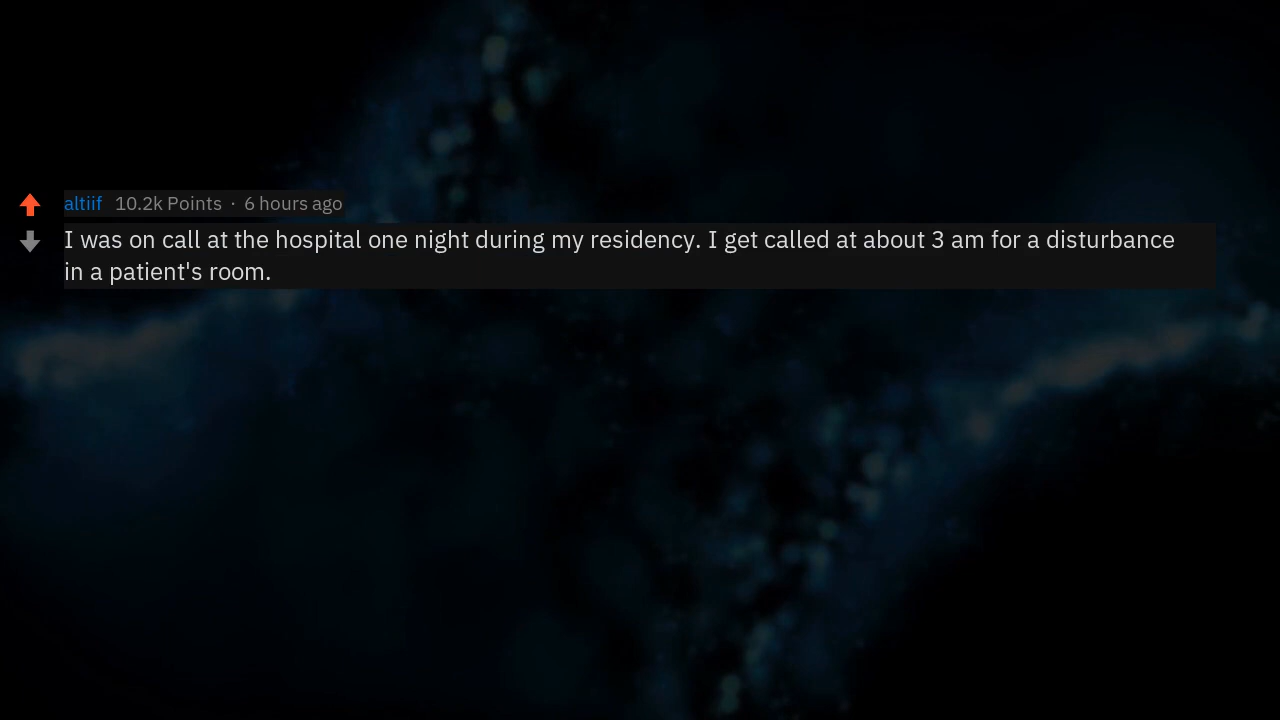 altiif 10.2k Points · 6 hours ago
I was on call at the hospital one night during my residency. I get called at about 3 am for a disturbance
in a patient's room.